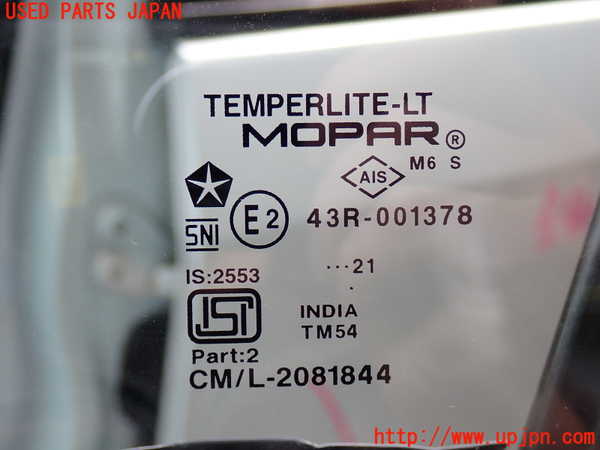 USED PARTS JAPAN
TEMPERLITE-LT
MOPAR®
AIS M6 S
SNI E2 43R-001378
IS:2553 ...21
ISI INDIA
TM54
Part:2
CM/L-2081844
http://www.upjpn.com/